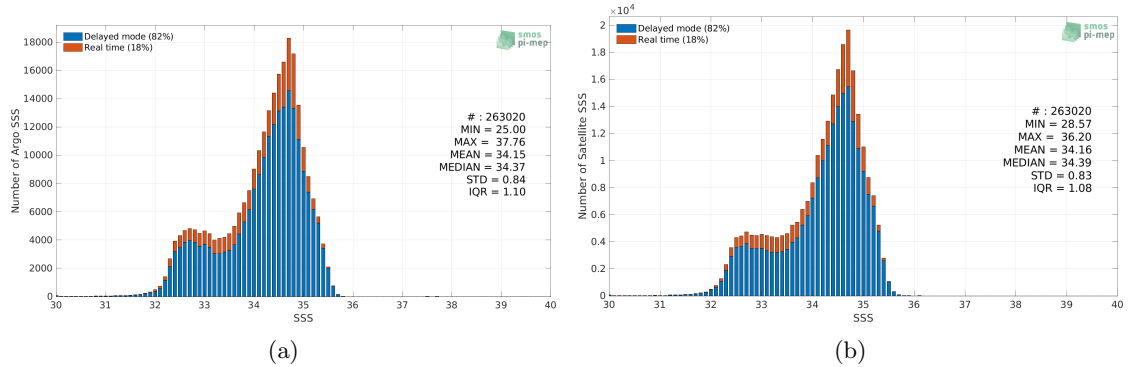 Delayed mode (82%)
Real time (18%)
smos
pi-mep
18000
16000
14000
12000
10000
8000
6000
4000
2000
0
Number of Argo SSS
# : 263020
MIN = 25.00
MAX = 37.76
MEAN = 34.15
MEDIAN = 34.37
STD = 0.84
IQR = 1.10
30 31 32 33 34 35 36 37 38 39 40
SSS
(a)
×10⁴
Delayed mode (82%)
Real time (18%)
smos
pi-mep
2
1.8
1.6
1.4
1.2
1
0.8
0.6
0.4
0.2
0
Number of Satellite SSS
# : 263020
MIN = 28.57
MAX = 36.20
MEAN = 34.16
MEDIAN = 34.39
STD = 0.83
IQR = 1.08
30 31 32 33 34 35 36 37 38 39 40
SSS
(b)